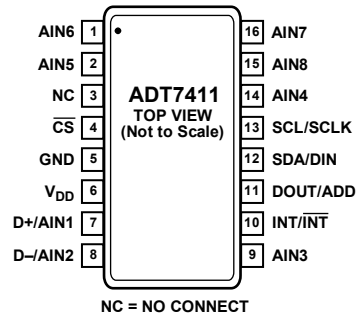 AIN6 1
AIN5 2
NC 3
C̅S̅ 4
GND 5
VDD 6
D+/AIN1 7
D–/AIN2 8
ADT7411
TOP VIEW
(Not to Scale)
16 AIN7
15 AIN8
14 AIN4
13 SCL/SCLK
12 SDA/DIN
11 DOUT/ADD
10 INT/I̅N̅T̅
9 AIN3
NC = NO CONNECT